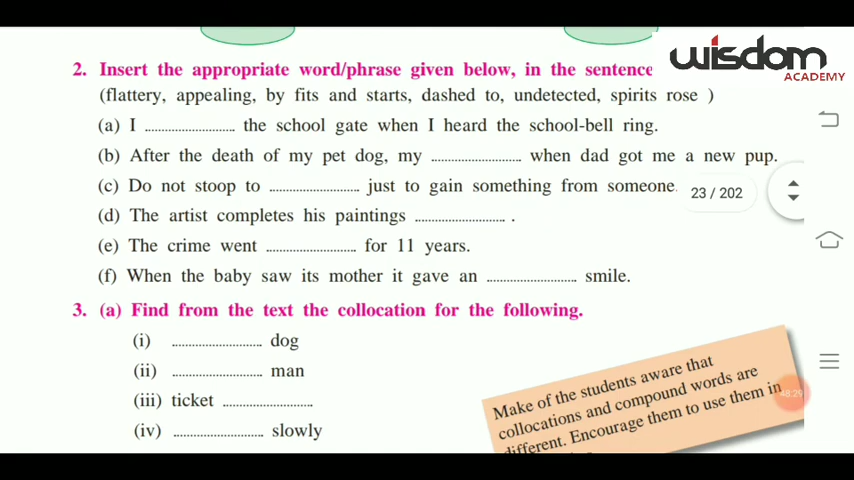 wisdom
ACADEMY
2. Insert the appropriate word/phrase given below, in the sentence
(flattery, appealing, by fits and starts, dashed to, undetected, spirits rose )
(a) I .......................... the school gate when I heard the school-bell ring.
(b) After the death of my pet dog, my .......................... when dad got me a new pup.
(c) Do not stoop to .......................... just to gain something from someone.
23 / 202
(d) The artist completes his paintings .......................... .
(e) The crime went .......................... for 11 years.
(f) When the baby saw its mother it gave an .......................... smile.
3. (a) Find from the text the collocation for the following.
(i) .......................... dog
(ii) .......................... man
(iii) ticket ..........................
(iv) .......................... slowly
Make of the students aware that
collocations and compound words are
different. Encourage them to use them in
48:29